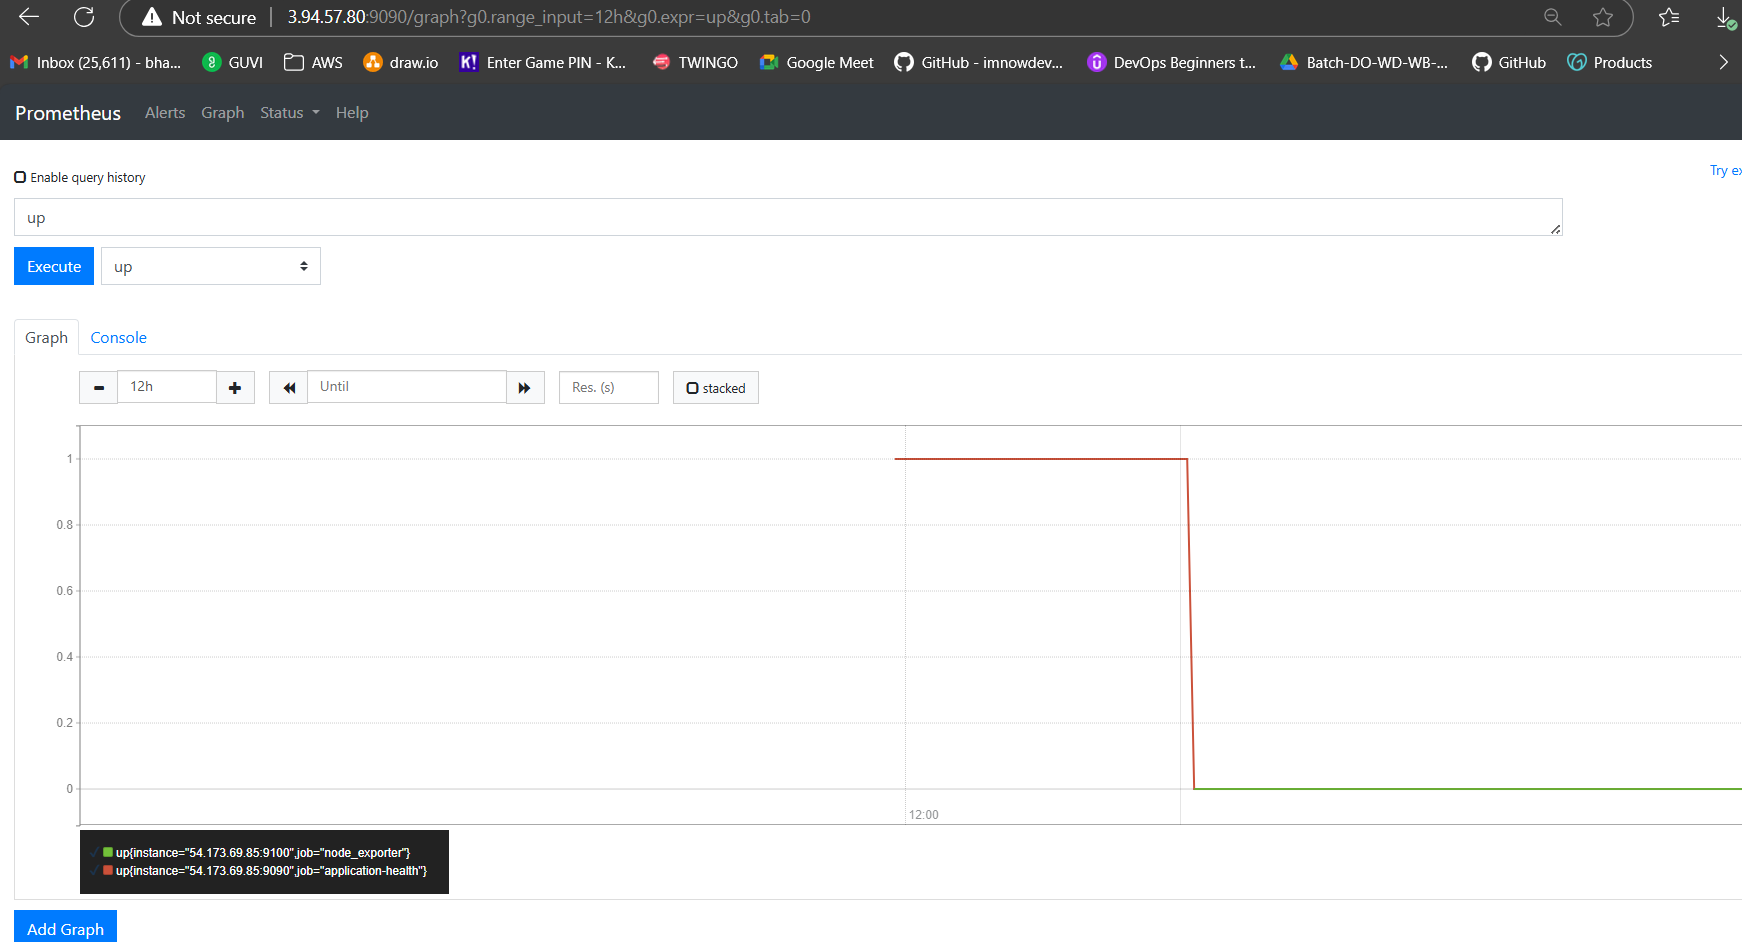 Not secure 3.94.57.80:9090/graph?g0.range_input=12h&g0.expr=up&g0.tab=0
Inbox (25,611) - bha... GUVI AWS draw.io K! Enter Game PIN - K... TWINGO Google Meet GitHub - imnowdev... DevOps Beginners t... Batch-DO-WD-WB-... GitHub Products
Prometheus Alerts Graph Status Help
Enable query history
Try ex
up
Execute up
Graph Console
12h Until Res. (s) stacked
1
0.8
0.6
0.4
0.2
0
12:00
up{instance="54.173.69.85:9100",job="node_exporter"}
up{instance="54.173.69.85:9090",job="application-health"}
Add Graph